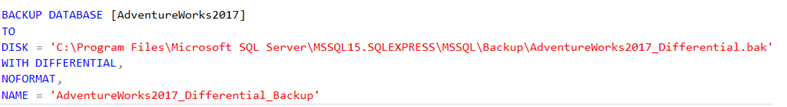 BACKUP DATABASE [AdventureWorks2017]
TO
DISK = 'C:\Program Files\Microsoft SQL Server\MSSQL15.SQLEXPRESS\MSSQL\Backup\AdventureWorks2017_Differential.bak'
WITH DIFFERENTIAL,
NOFORMAT,
NAME = 'AdventureWorks2017_Differential_Backup'